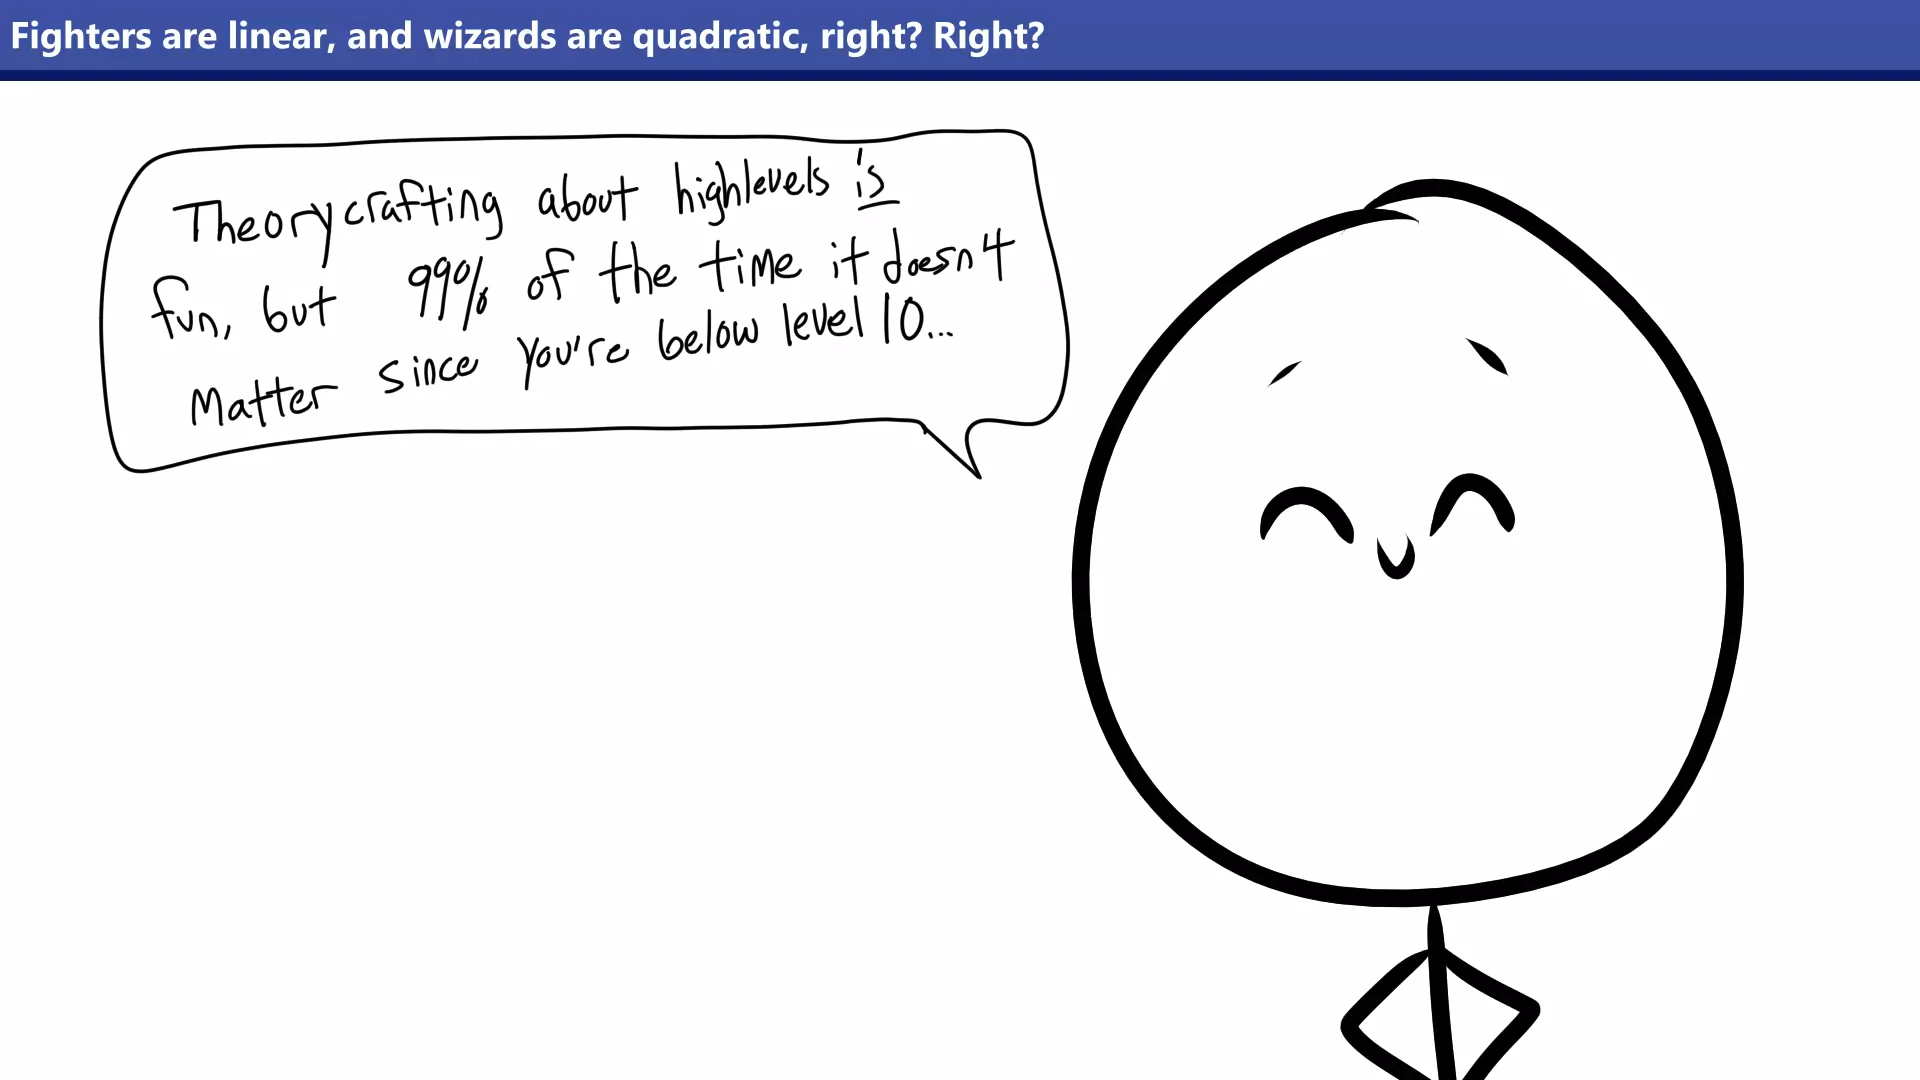 Fighters are linear, and wizards are quadratic, right? Right?
Theorycrafting about highlevels is
fun, but 99% of the time it doesnt
matter since you're below level 10...